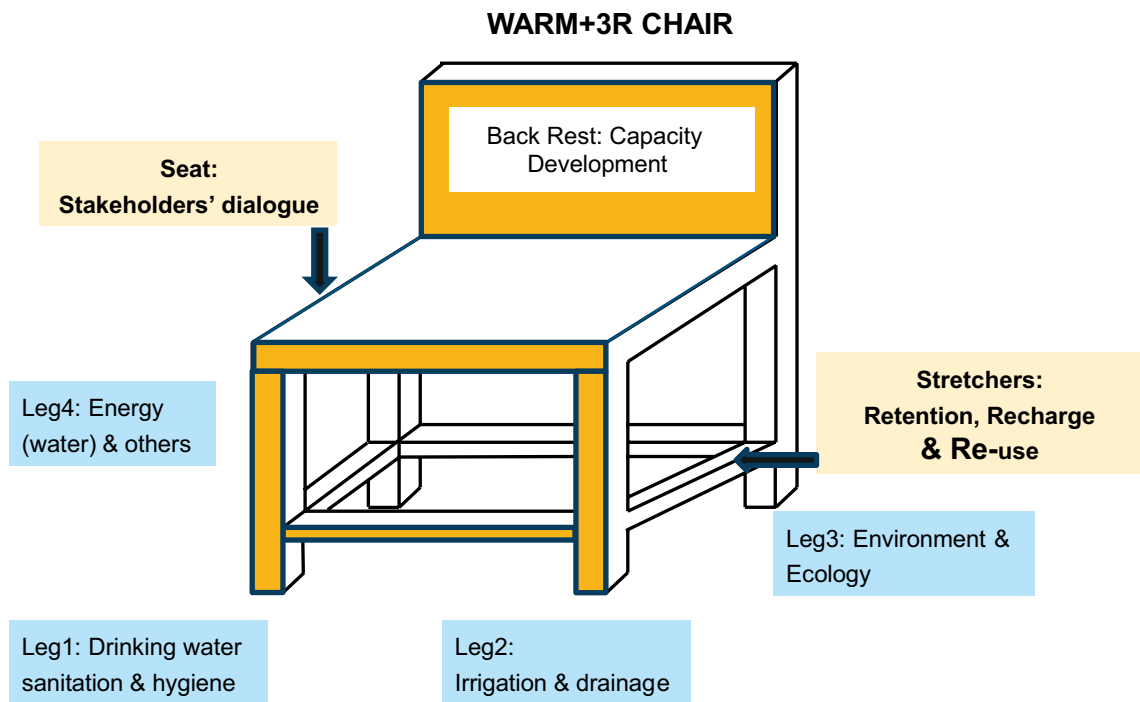 WARM+3R CHAIR
Back Rest: Capacity
Development
Seat:
Stakeholders’ dialogue
Leg4: Energy
(water) & others
Stretchers:
Retention, Recharge
& Re-use
Leg3: Environment &
Ecology
Leg1: Drinking water
sanitation & hygiene
Leg2:
Irrigation & drainage